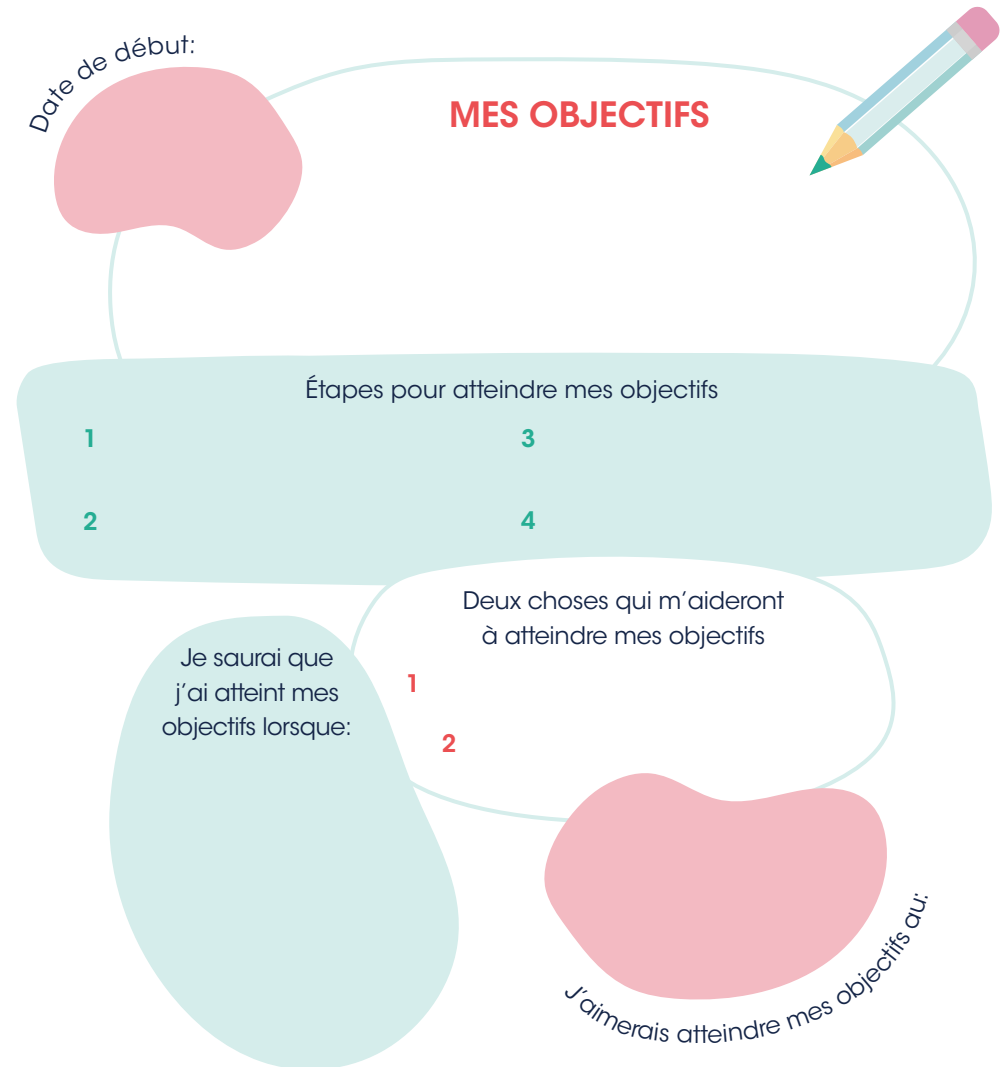 Date de début:
MES OBJECTIFS
Étapes pour atteindre mes objectifs
1
2
3
4
Deux choses qui m'aideront
à atteindre mes objectifs
1
2
Je saurai que
j'ai atteint mes
objectifs lorsque:
J'aimerais atteindre mes objectifs au: